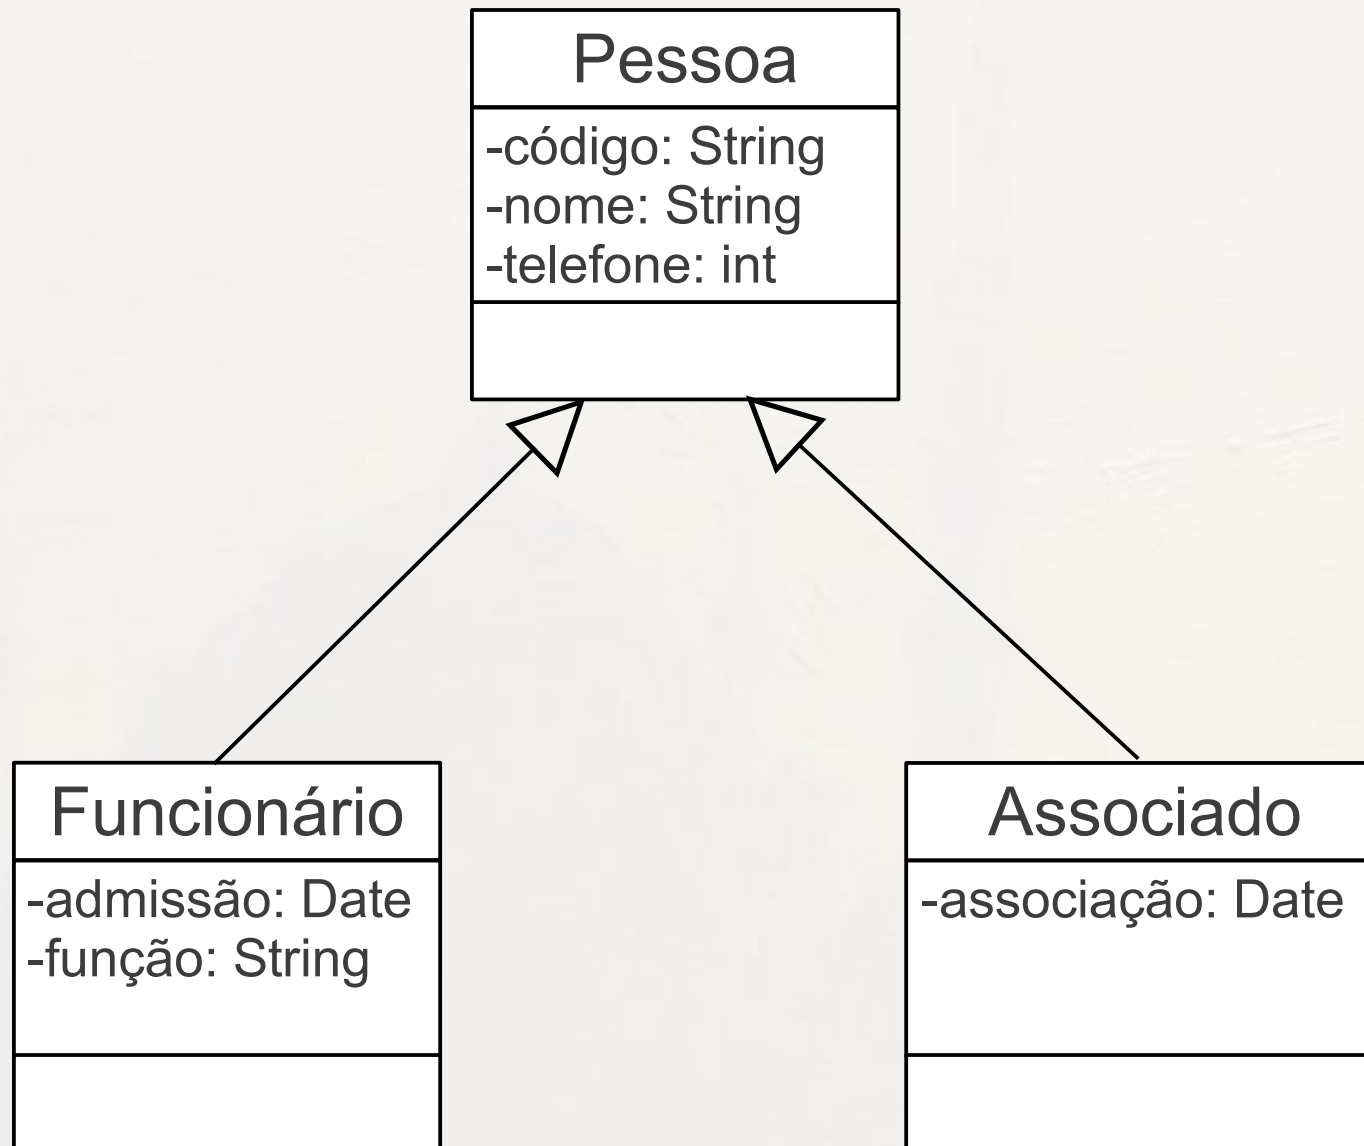 Pessoa
-código: String
-nome: String
-telefone: int
Funcionário
-admissão: Date
-função: String
Associado
-associação: Date